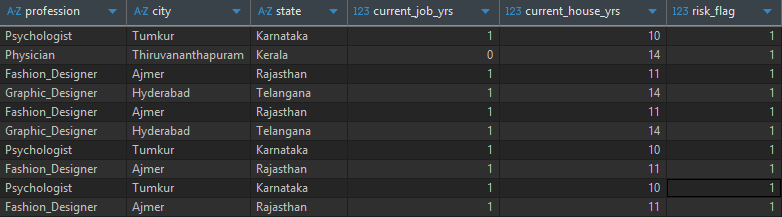 A-Z profession A-Z city A-Z state 123 current_job_yrs 123 current_house_yrs 123 risk_flag
Psychologist Tumkur Karnataka 1 10 1
Physician Thiruvananthapuram Kerala 0 14 1
Fashion_Designer Ajmer Rajasthan 1 11 1
Graphic_Designer Hyderabad Telangana 1 14 1
Fashion_Designer Ajmer Rajasthan 1 11 1
Graphic_Designer Hyderabad Telangana 1 14 1
Psychologist Tumkur Karnataka 1 10 1
Fashion_Designer Ajmer Rajasthan 1 11 1
Psychologist Tumkur Karnataka 1 10 1
Fashion_Designer Ajmer Rajasthan 1 11 1